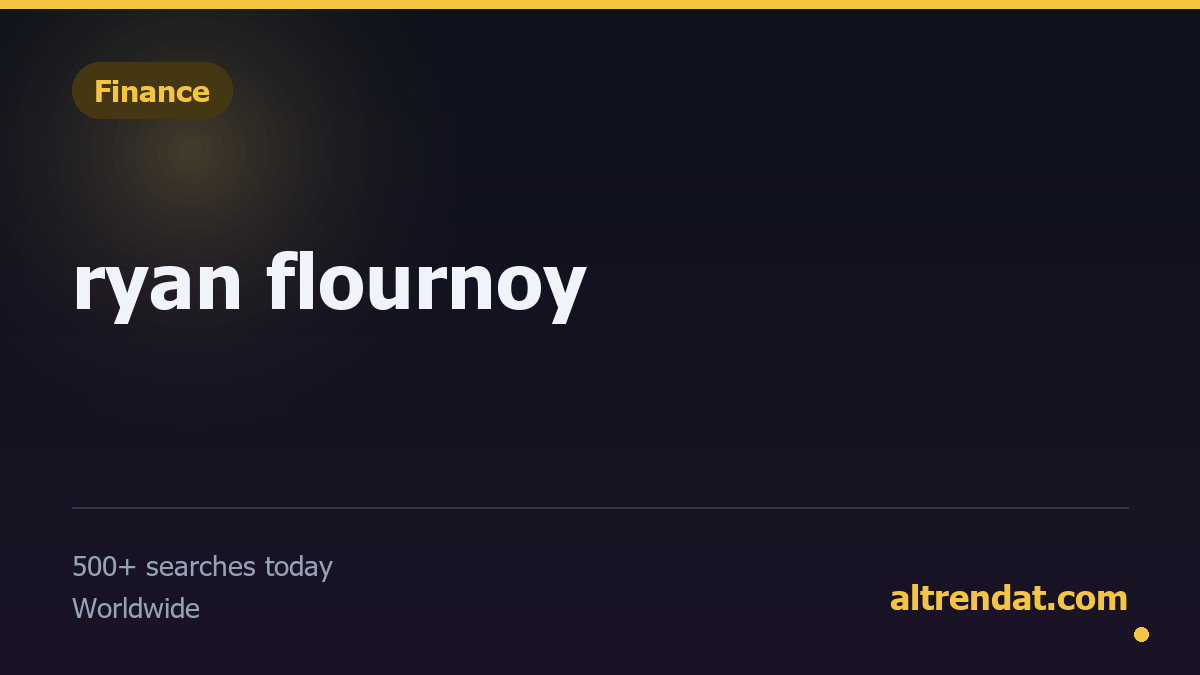 Finance
ryan flournoy
500+ searches today
Worldwide
altrendat.com